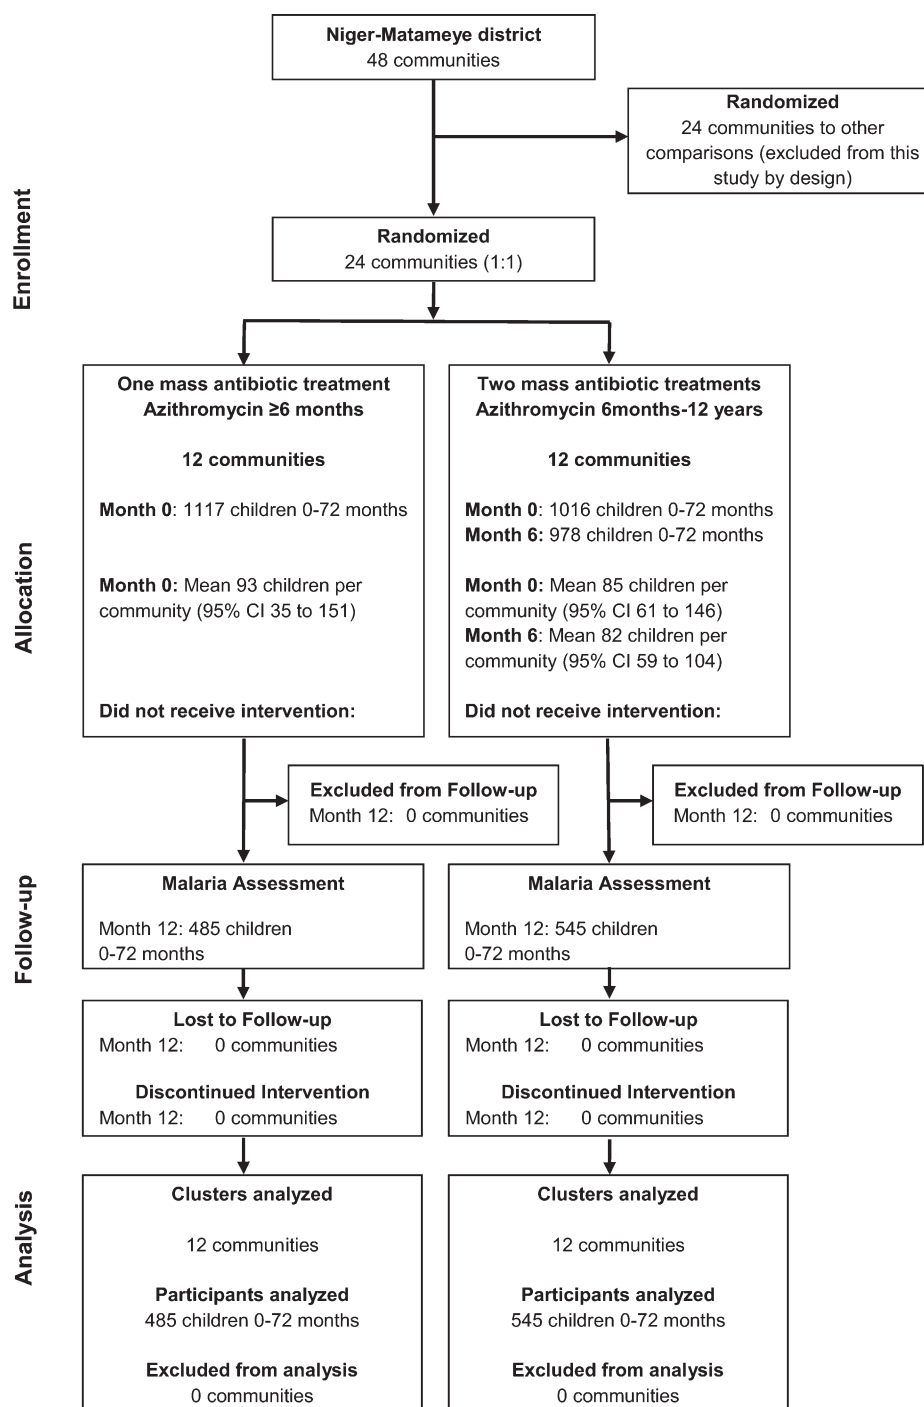 Niger-Matameye district
48 communities
Randomized
24 communities to other
comparisons (excluded from this
study by design)
Enrollment
Randomized
24 communities (1:1)
Allocation
One mass antibiotic treatment
Azithromycin ≥6 months
12 communities
Month 0: 1117 children 0-72 months
Month 0: Mean 93 children per
community (95% CI 35 to 151)
Did not receive intervention:
Two mass antibiotic treatments
Azithromycin 6months-12 years
12 communities
Month 0: 1016 children 0-72 months
Month 6: 978 children 0-72 months
Month 0: Mean 85 children per
community (95% CI 61 to 146)
Month 6: Mean 82 children per
community (95% CI 59 to 104)
Did not receive intervention:
Excluded from Follow-up
Month 12: 0 communities
Excluded from Follow-up
Month 12: 0 communities
Follow-up
Malaria Assessment
Month 12: 485 children
0-72 months
Malaria Assessment
Month 12: 545 children
0-72 months
Lost to Follow-up
Month 12: 0 communities
Discontinued Intervention
Month 12: 0 communities
Lost to Follow-up
Month 12: 0 communities
Discontinued Intervention
Month 12: 0 communities
Analysis
Clusters analyzed
12 communities
Participants analyzed
485 children 0-72 months
Excluded from analysis
0 communities
Clusters analyzed
12 communities
Participants analyzed
545 children 0-72 months
Excluded from analysis
0 communities